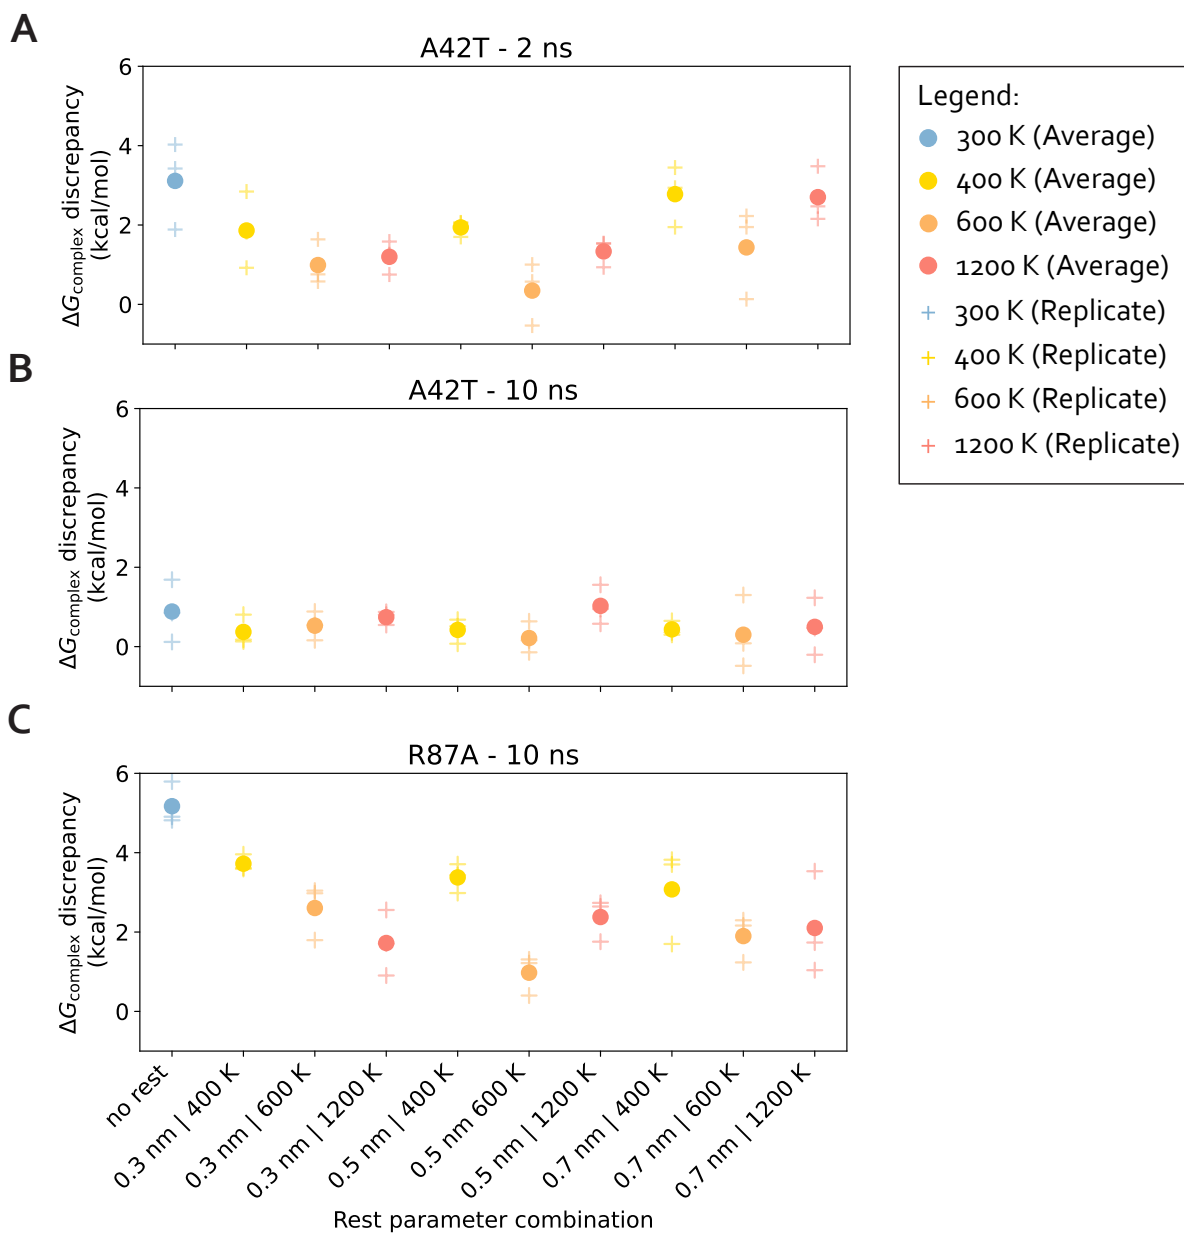 A
A42T - 2 ns
6
4
2
0
ΔG_complex discrepancy
(kcal/mol)
Legend:
300 K (Average)
400 K (Average)
600 K (Average)
1200 K (Average)
300 K (Replicate)
400 K (Replicate)
600 K (Replicate)
1200 K (Replicate)
B
A42T - 10 ns
6
4
2
0
ΔG_complex discrepancy
(kcal/mol)
C
R87A - 10 ns
6
4
2
0
ΔG_complex discrepancy
(kcal/mol)
no rest
0.3 nm | 400 K
0.3 nm | 600 K
0.3 nm | 1200 K
0.5 nm | 400 K
0.5 nm 600 K
0.5 nm | 1200 K
0.7 nm | 400 K
0.7 nm | 600 K
0.7 nm | 1200 K
Rest parameter combination